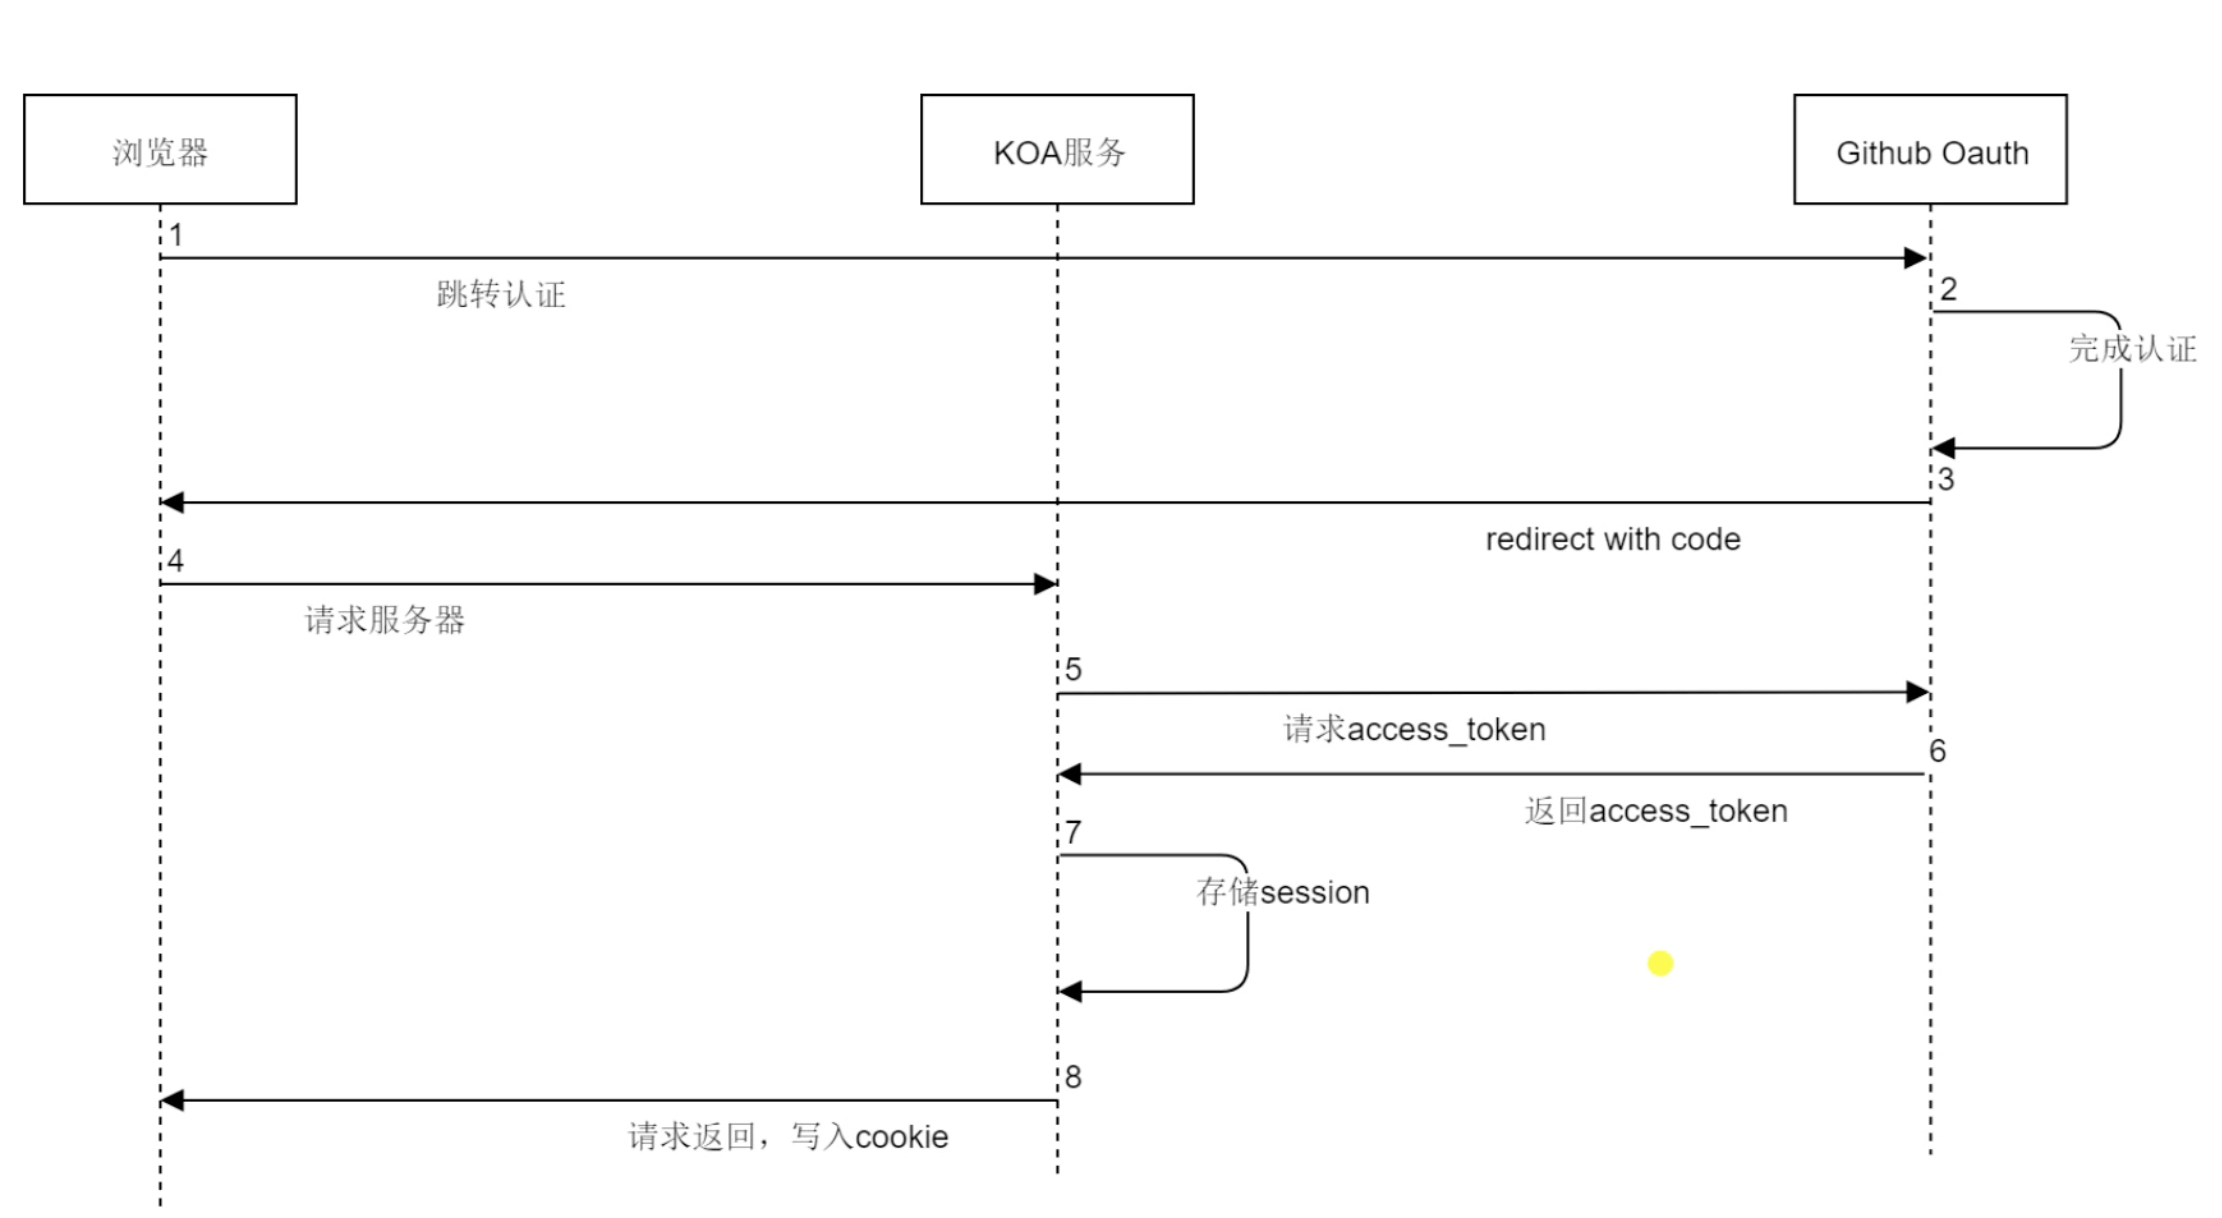 浏览器
KOA服务
Github Oauth
1
跳转认证
2
完成认证
3
redirect with code
4
请求服务器
5
请求access_token
6
返回access_token
7
存储session
8
请求返回，写入cookie